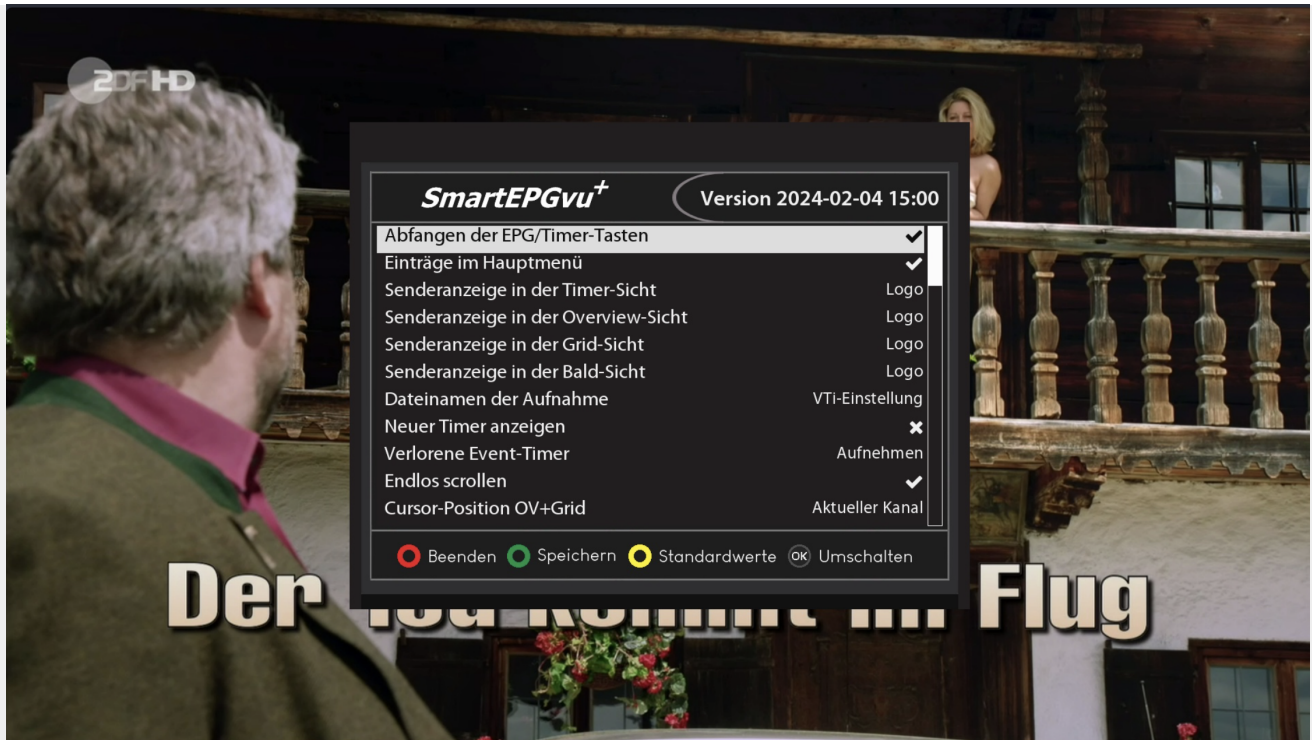 ZDF HD
SmartEPGvu+
Version 2024-02-04 15:00
Abfangen der EPG/Timer-Tasten
Einträge im Hauptmenü
Senderanzeige in der Timer-Sicht Logo
Senderanzeige in der Overview-Sicht Logo
Senderanzeige in der Grid-Sicht Logo
Senderanzeige in der Bald-Sicht Logo
Dateinamen der Aufnahme VTi-Einstellung
Neuer Timer anzeigen
Verlorene Event-Timer Aufnehmen
Endlos scrollen
Cursor-Position OV+Grid Aktueller Kanal
Beenden Speichern Standardwerte OK Umschalten
Der Tod kommt im Flug